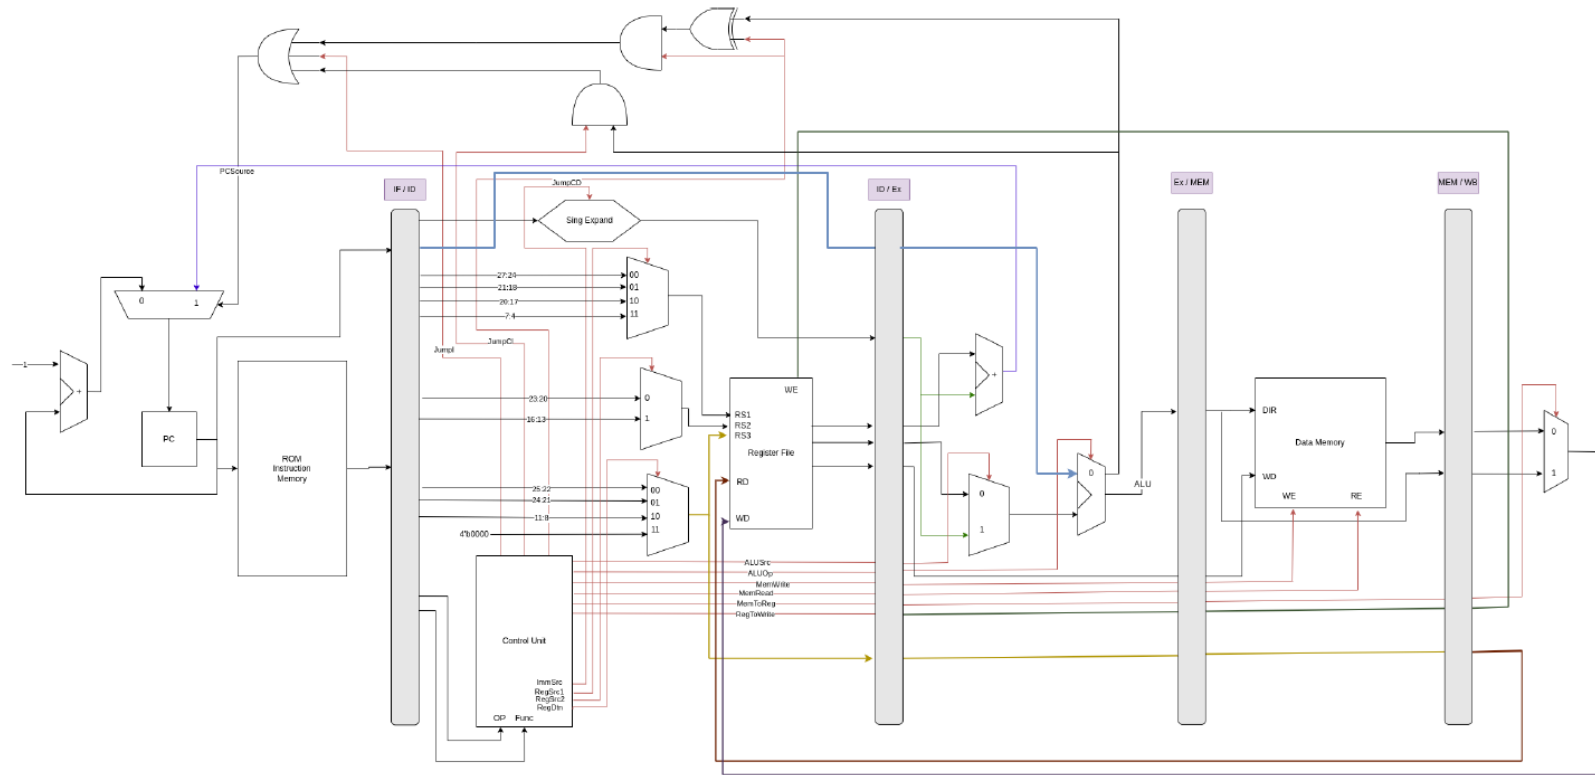 PCSource
IF / ID
JumpCD
ID / Ex
Ex / MEM
MEM / WB
Sing Expand
27:24
00
21:18
01
20:17
10
7:4
11
0
1
JumpI
JumpCI
1
+
PC
ROM
Instruction
Memory
23:20
0
16:13
1
WE
RS1
RS2
RS3
Register File
RD
WD
+
25:22
00
24:21
01
11:8
10
4'b0000
11
0
1
0
ALU
DIR
Data Memory
WD
WE
RE
0
1
ALUSrc
ALUOp
MemWrite
MemRead
MemToReg
RegToWrite
Control Unit
ImmSrc
RegSrc1
RegSrc2
RegDtn
OP
Func